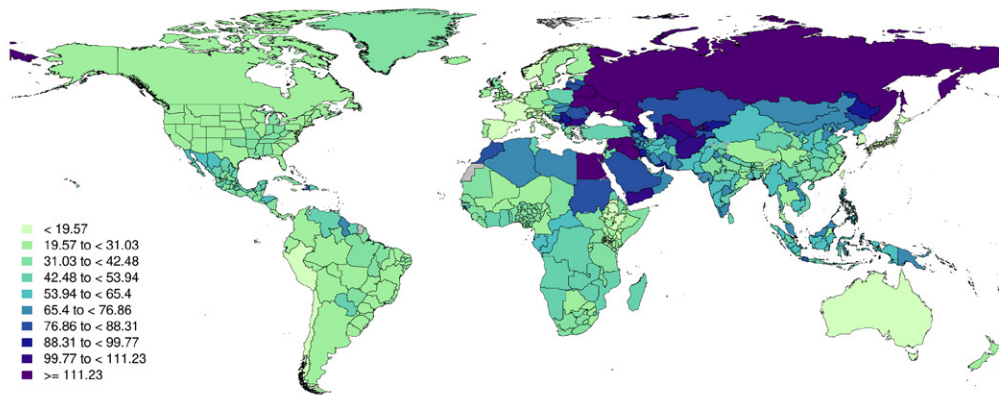 < 19.57
19.57 to < 31.03
31.03 to < 42.48
42.48 to < 53.94
53.94 to < 65.4
65.4 to < 76.86
76.86 to < 88.31
88.31 to < 99.77
99.77 to < 111.23
>= 111.23